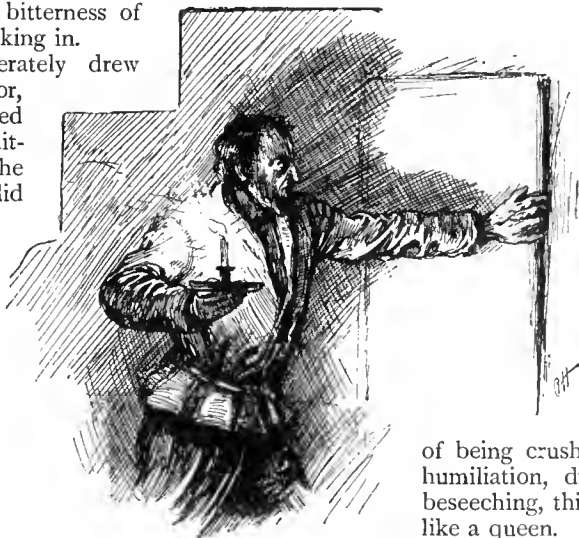 bitterness of
king in.
erately drew
or,
ed
it-
he
lid
of being crush
humiliation, d
beseeching, thi
like a queen.